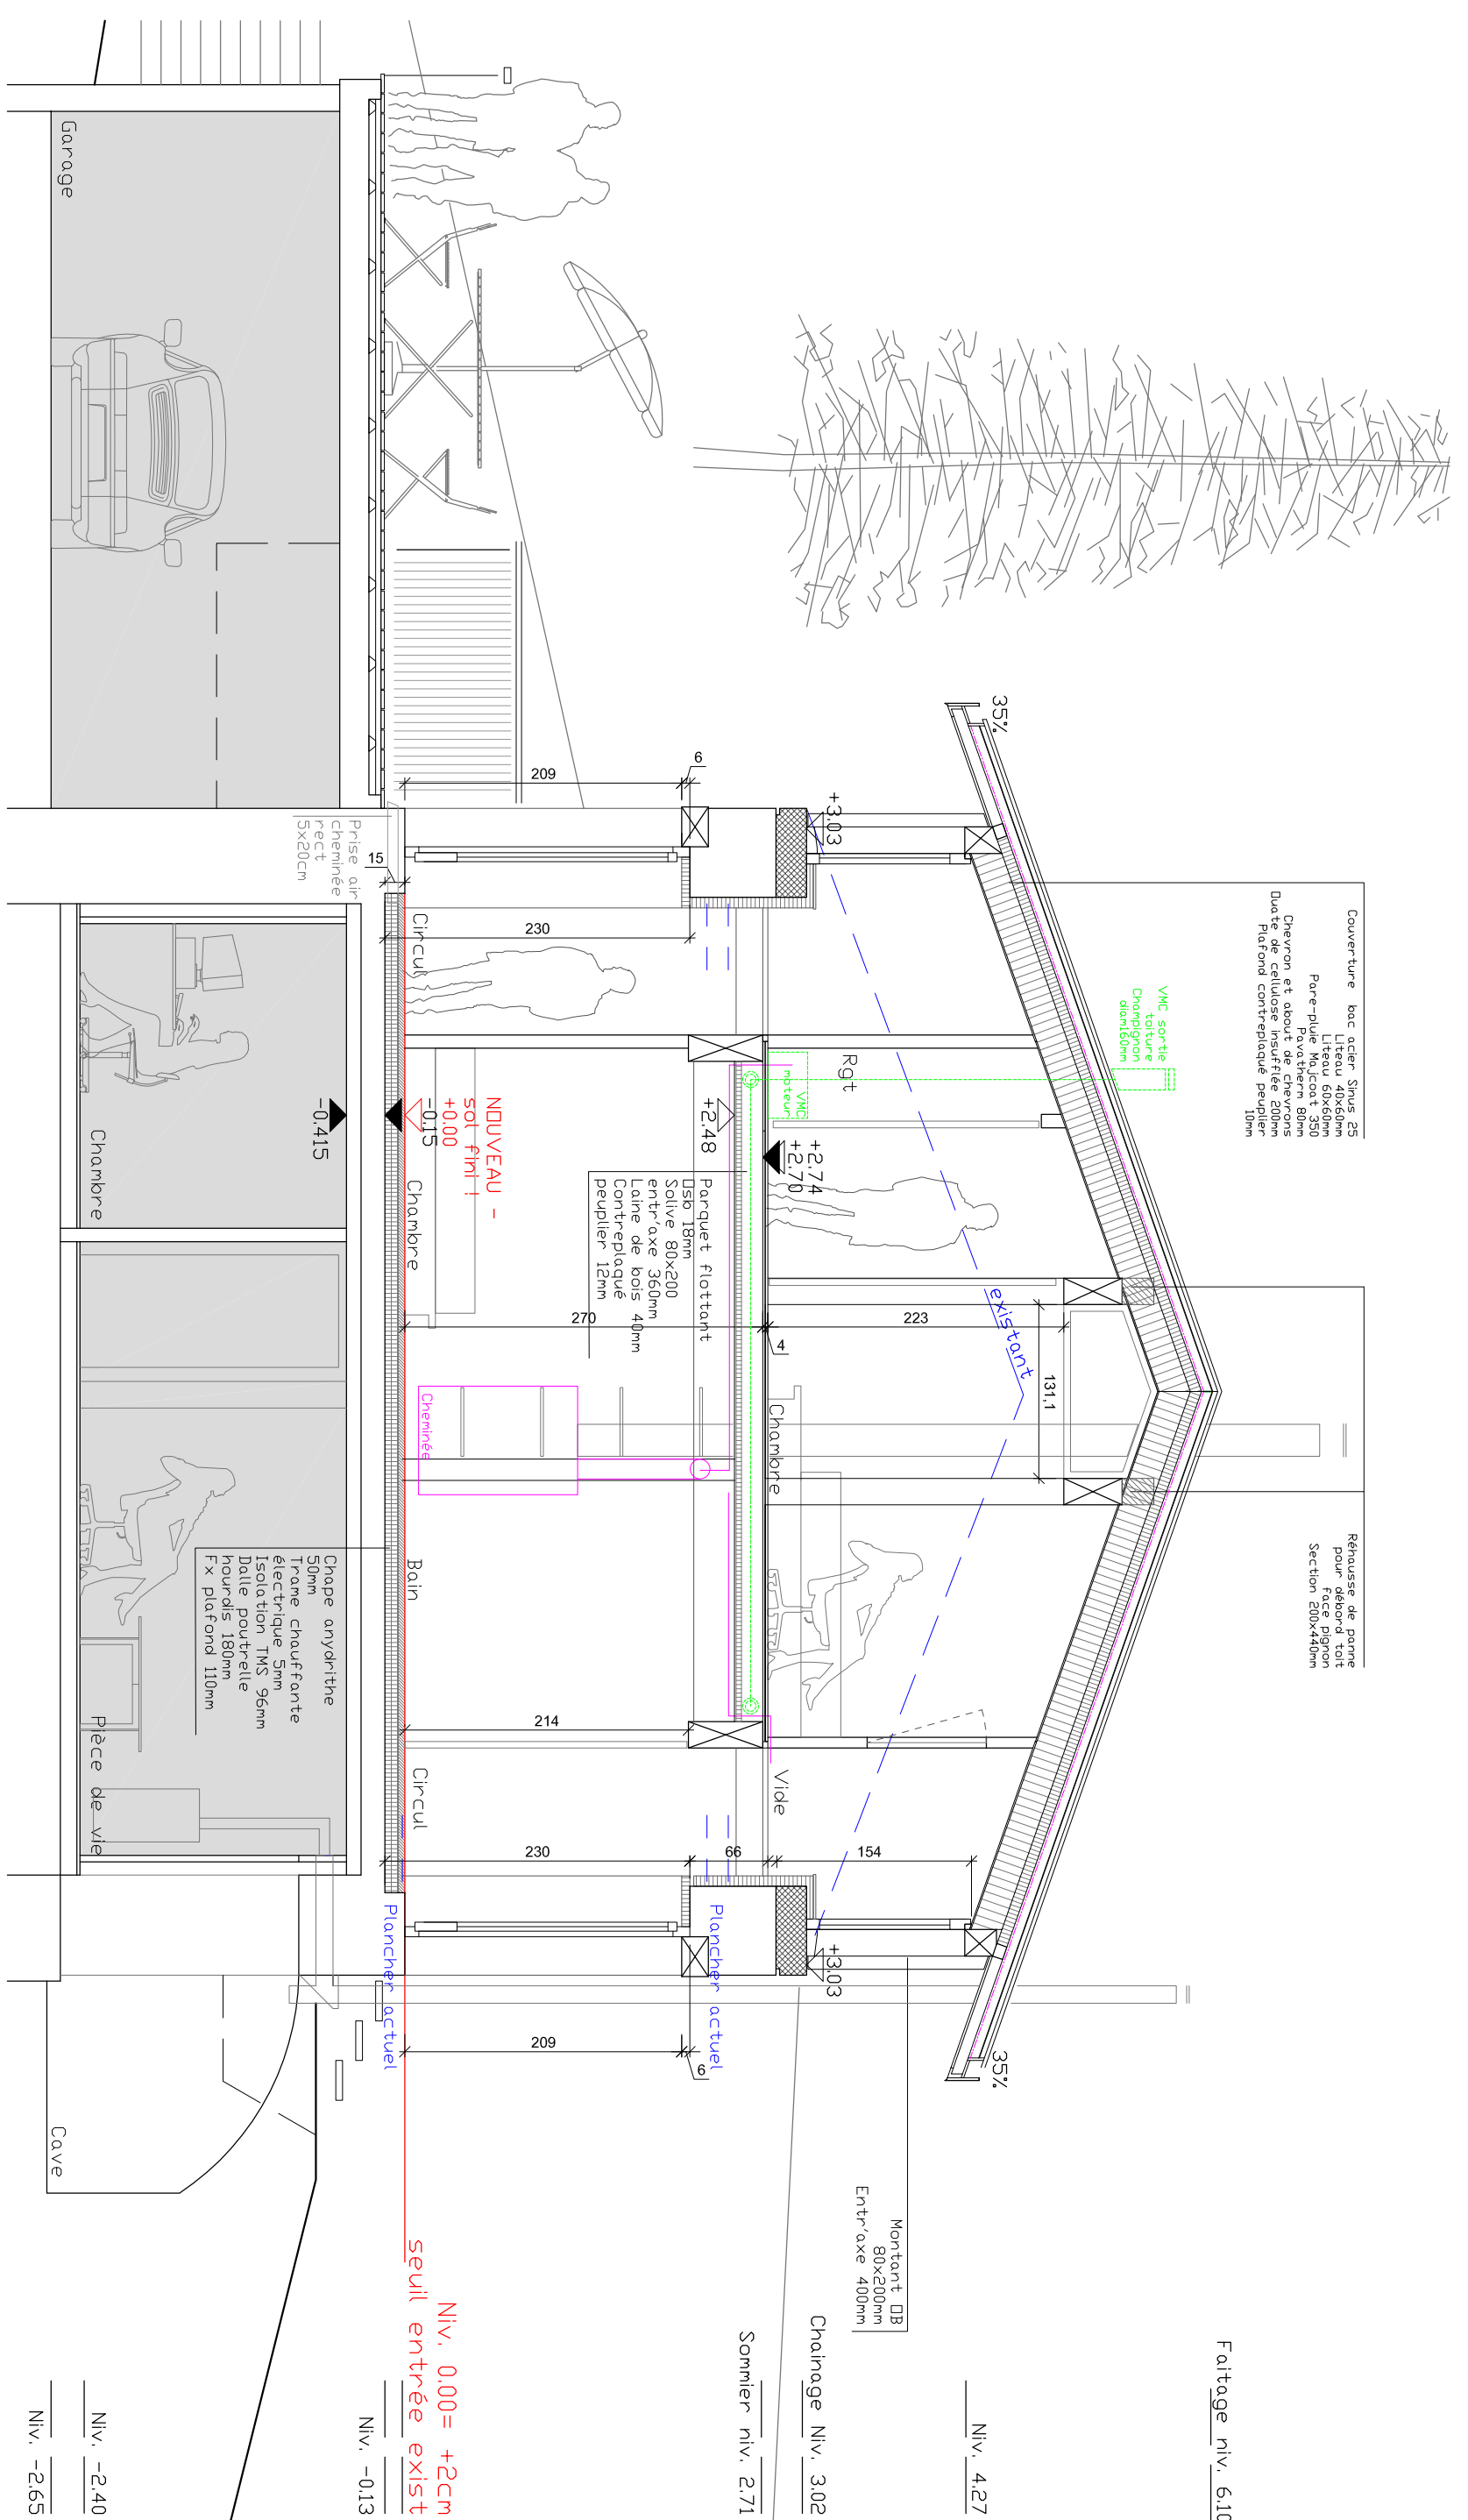 Couverture bac acier Sinus 25
Liteau 40x60mm
Liteau 60x60mm
Pare-pluie Majcoat 350
Pavatherm 80mm
Chevron et about de chevrons
Ouate de cellulose insufflée 200mm
Plafond contreplaqué peuplier
10mm
Réhausse de panne
pour débord toit
face pignon
Section 200x440mm
Faitage niv. 6.10
VMC sortie
toiture
Champignon
diam160mm
35%
35%
existant
131,1
223
Niv. 4.27
154
+3.03
+3.03
Montant OB
80x200mm
Entr'axe 400mm
Rgt
VMC
moteur
+2.74
+2.70
Chambre
Vide
Chainage Niv. 3.02
Sommier niv. 2.71
4
66
+2.48
Plancher actuel
Parquet flottant
Osb 18mm
Solive 80x200
entr'axe 360mm
Laine de bois 40mm
Contreplaqué
peuplier 12mm
6
6
209
230
270
214
230
209
NOUVEAU -
sol fini !
+0.00
-0.15
Cheminée
Circul
Chambre
Bain
Circul
Plancher actuel
Niv. 0.00= +2cm
seuil entrée exist
15
Niv. -0.13
Prise air
cheminée
rect
5x20cm
-0.415
Chape anydrithe
50mm
Trame chauffante
électrique 5mm
Isolation TMS 96mm
Dalle poutrelle
hourdis 180mm
Fx plafond 110mm
Garage
Chambre
Pièce de vie
Cave
Niv. -2.40
Niv. -2.65